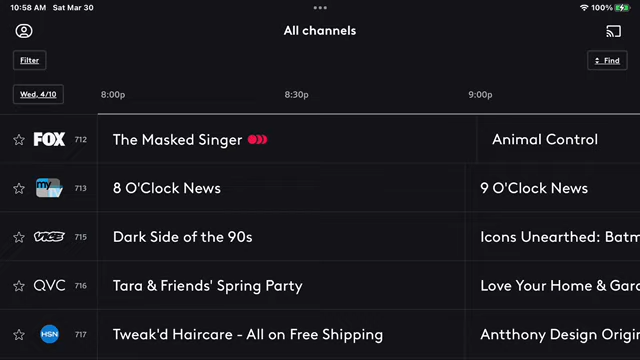 10:58 AM Sat Mar 30 100%
All channels
Filter Find
Wed, 4/10 8:00p 8:30p 9:00p
FOX 712 The Masked Singer Animal Control
my tv 713 8 O'Clock News 9 O'Clock News
VICE 715 Dark Side of the 90s Icons Unearthed: Batm
QVC 716 Tara & Friends' Spring Party Love Your Home & Gard
HSN 717 Tweak'd Haircare - All on Free Shipping Antthony Design Origin